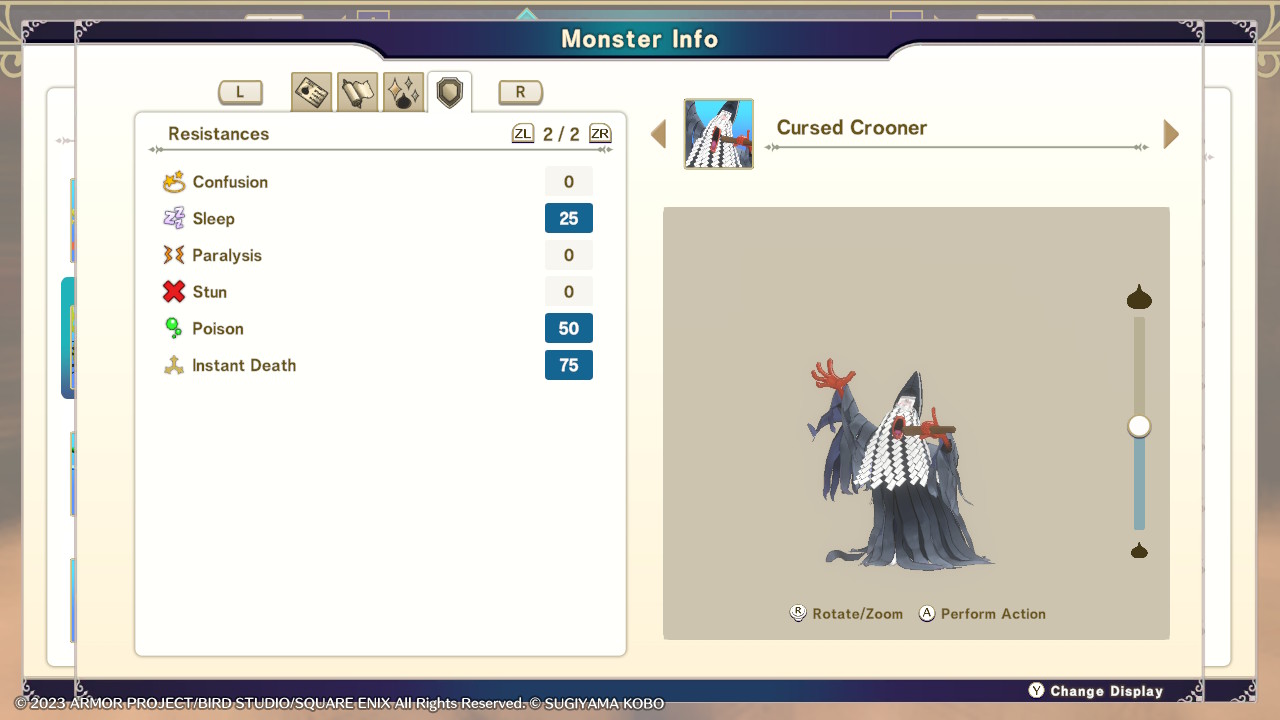 Monster Info
L
R
Resistances
ZL 2 / 2 ZR
Confusion 0
Sleep 25
Paralysis 0
Stun 0
Poison 50
Instant Death 75
Cursed Crooner
R Rotate/Zoom A Perform Action
Y Change Display
© 2023 ARMOR PROJECT/BIRD STUDIO/SQUARE ENIX All Rights Reserved. © SUGIYAMA KOBO